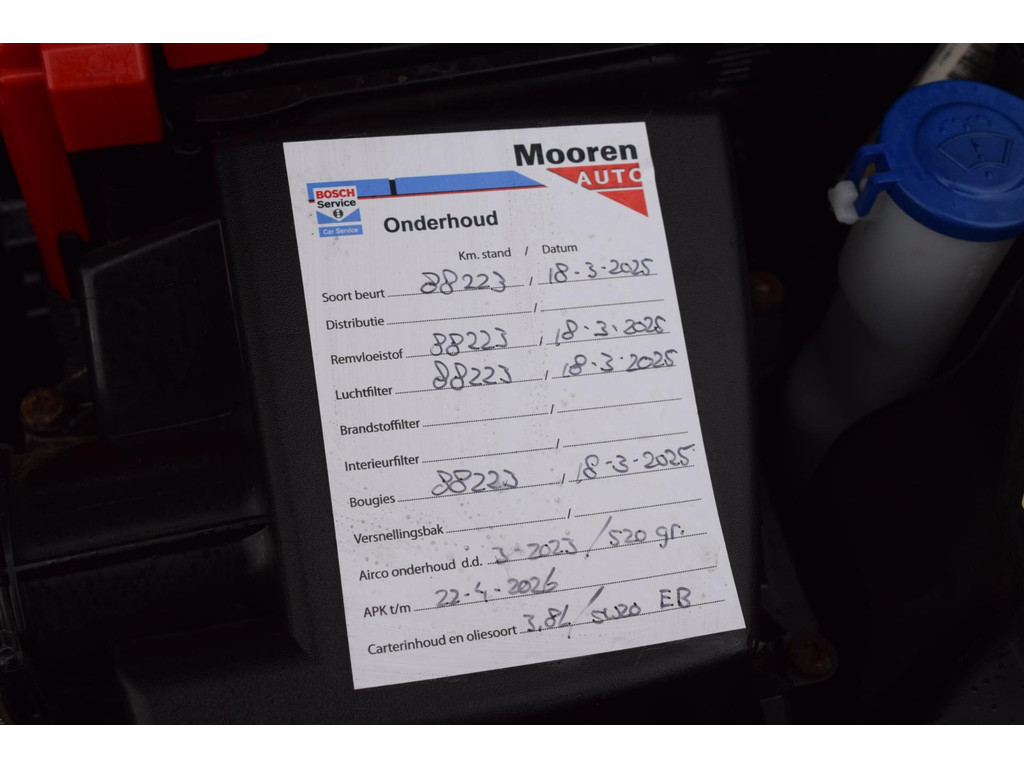 Mooren
AUTO
BOSCH
Service
Car Service
Onderhoud
Km. stand / Datum
Soort beurt 88223 / 18-3-2025
Distributie /
Remvloeistof 88223 / 18-3-2025
Luchtfilter 88223 / 18-3-2025
Brandstoffilter /
Interieurfilter /
Bougies 88223 / 18-3-2025
Versnellingsbak /
Airco onderhoud d.d. 3-2023 / 520 gr.
APK t/m 22-4-2026
Carterinhoud en oliesoort 3,8L / 5W20 EB